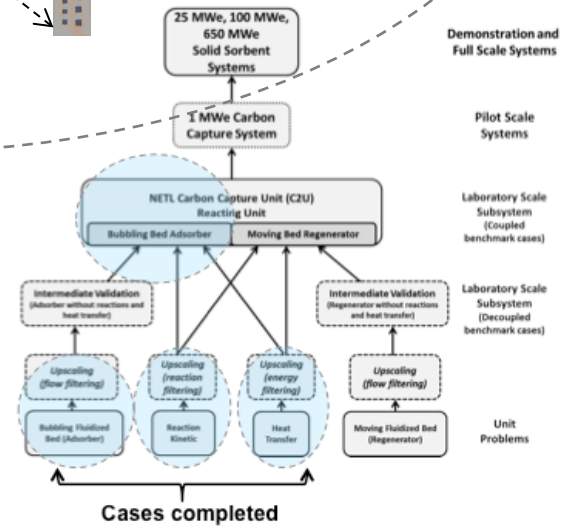 25 MWe, 100 MWe,
650 MWe
Solid Sorbent
Systems
Demonstration and
Full Scale Systems
1 MWe Carbon
Capture System
Pilot Scale
Systems
NETL Carbon Capture Unit (C2U)
Reacting Unit
Bubbling Bed Adsorber
Moving Bed Regenerator
Laboratory Scale
Subsystem
(Coupled
benchmark cases)
Intermediate Validation
(Adsorber without reactions and
heat transfer)
Intermediate Validation
(Regenerator without reactions
and heat transfer)
Laboratory Scale
Subsystem
(Decoupled
benchmark cases)
Upscaling
(flow filtering)
Upscaling
(reaction
filtering)
Upscaling
(energy
filtering)
Upscaling
(flow filtering)
Bubbling Fluidized
Bed (Adsorber)
Reaction
Kinetic
Heat
Transfer
Moving Fluidized Bed
(Regenerator)
Unit
Problems
Cases completed